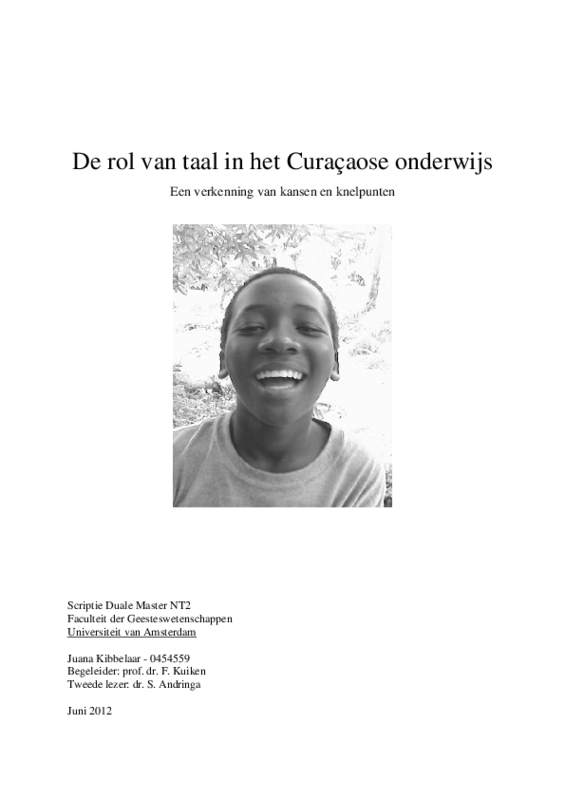 De rol van taal in het Curaçaose onderwijs
Een verkenning van kansen en knelpunten
Scriptie Duale Master NT2
Faculteit der Geesteswetenschappen
Universiteit van Amsterdam
Juana Kibbelaar - 0454559
Begeleider: prof. dr. F. Kuiken
Tweede lezer: dr. S. Andringa
Juni 2012